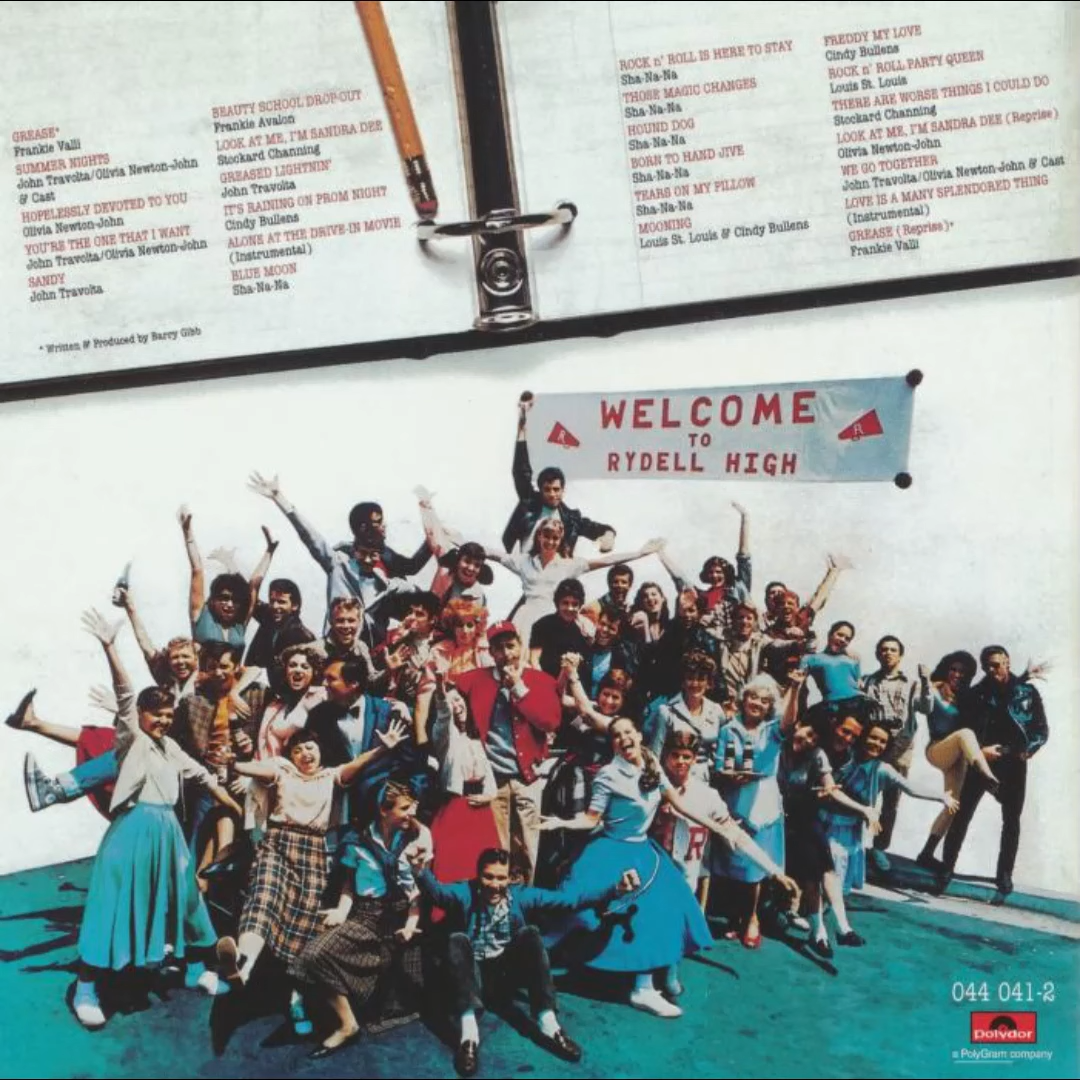 GREASE*
Frankie Valli
SUMMER NIGHTS
John Travolta/Olivia Newton-John
& Cast
HOPELESSLY DEVOTED TO YOU
Olivia Newton-John
YOU'RE THE ONE THAT I WANT
John Travolta/Olivia Newton-John
SANDY
John Travolta
* Written & Produced by Barry Gibb
BEAUTY SCHOOL DROP-OUT
Frankie Avalon
LOOK AT ME, I'M SANDRA DEE
Stockard Channing
GREASED LIGHTNIN'
John Travolta
IT'S RAINING ON PROM NIGHT
Cindy Bullens
ALONE AT THE DRIVE-IN MOVIE
(Instrumental)
BLUE MOON
Sha-Na-Na
ROCK n' ROLL IS HERE TO STAY
Sha-Na-Na
THOSE MAGIC CHANGES
Sha-Na-Na
HOUND DOG
Sha-Na-Na
BORN TO HAND JIVE
Sha-Na-Na
TEARS ON MY PILLOW
Sha-Na-Na
MOONING
Louis St. Louis & Cindy Bullens
FREDDY MY LOVE
Cindy Bullens
ROCK n' ROLL PARTY QUEEN
Louis St. Louis
THERE ARE WORSE THINGS I COULD DO
Stockard Channing
LOOK AT ME, I'M SANDRA DEE (Reprise)
Olivia Newton-John
WE GO TOGETHER
John Travolta/Olivia Newton-John & Cast
LOVE IS A MANY SPLENDORED THING
(Instrumental)
GREASE (Reprise)*
Frankie Valli
WELCOME
R
R
TO
RYDELL HIGH
R
044 041-2
Polydor
a PolyGram company